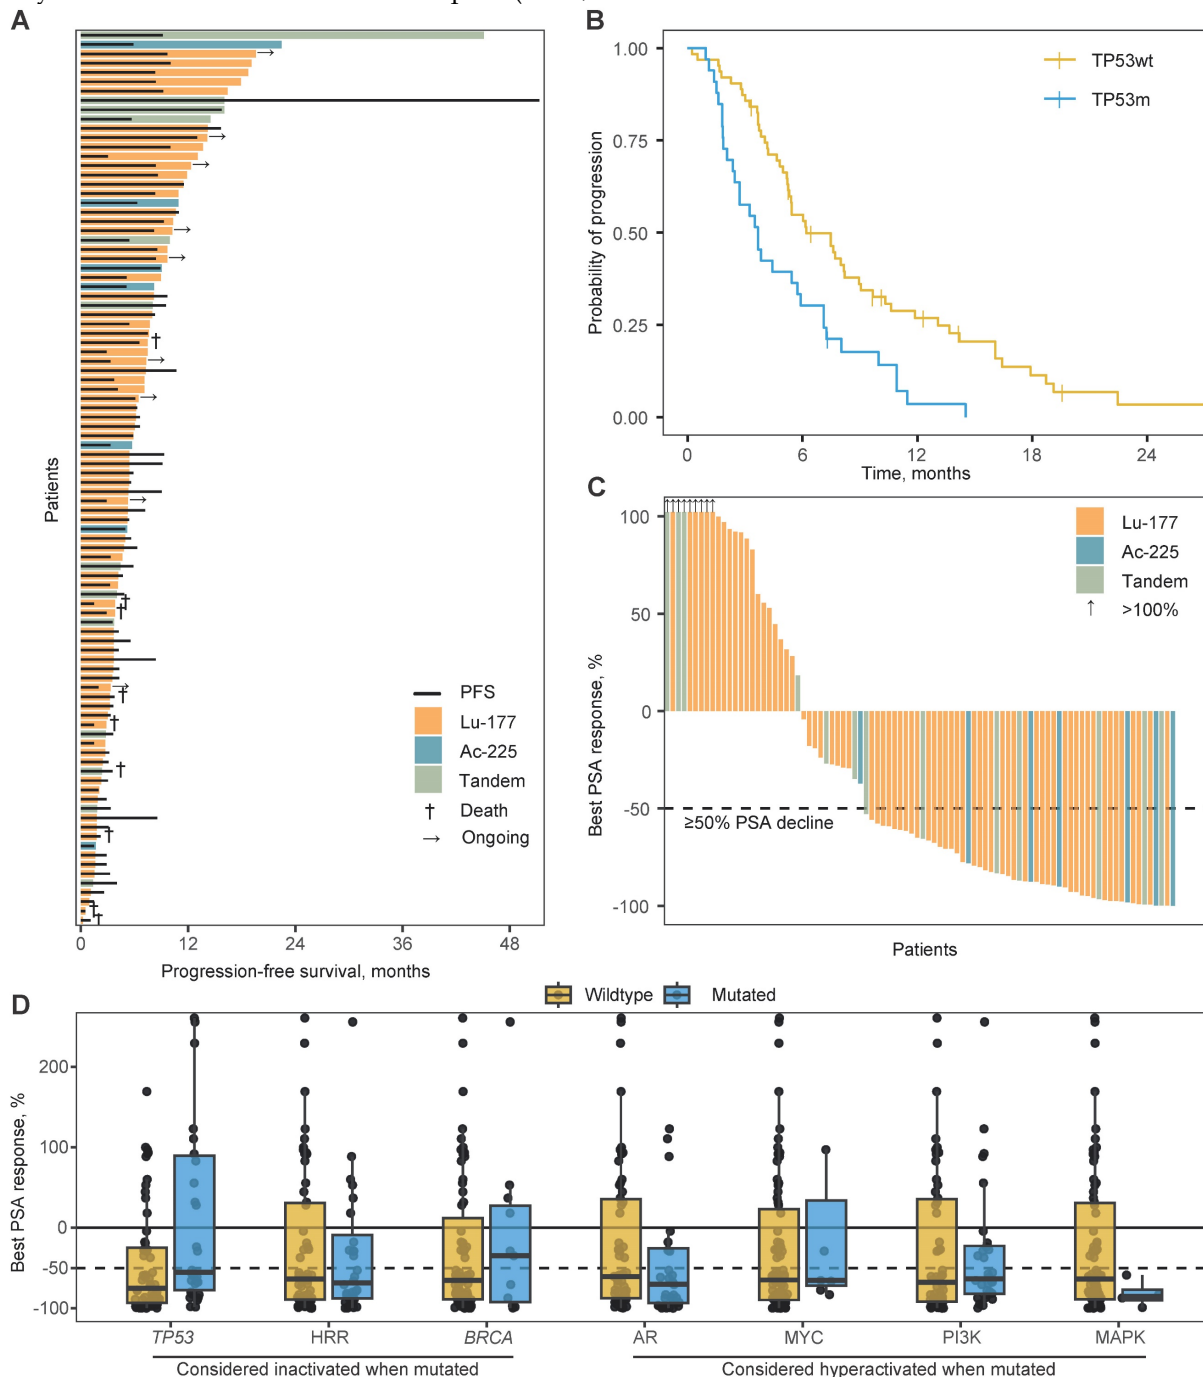 A
Patients
PFS
Lu-177
Ac-225
Tandem
† Death
→ Ongoing
0 12 24 36 48
Progression-free survival, months
B
Probability of progression
1.00
0.75
0.50
0.25
0.00
TP53wt
TP53m
0 6 12 18 24
Time, months
C
Best PSA response, %
100
50
0
-50
-100
≥50% PSA decline
Lu-177
Ac-225
Tandem
↑ >100%
Patients
D
Wildtype Mutated
Best PSA response, %
200
100
0
-50
-100
TP53 HRR BRCA AR MYC PI3K MAPK
Considered inactivated when mutated Considered hyperactivated when mutated